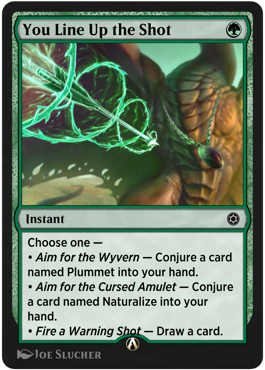 You Line Up the Shot
Instant
Choose one —
• Aim for the Wyvern — Conjure a card
named Plummet into your hand.
• Aim for the Cursed Amulet — Conjure
a card named Naturalize into your
hand.
• Fire a Warning Shot — Draw a card.
Joe Slucher